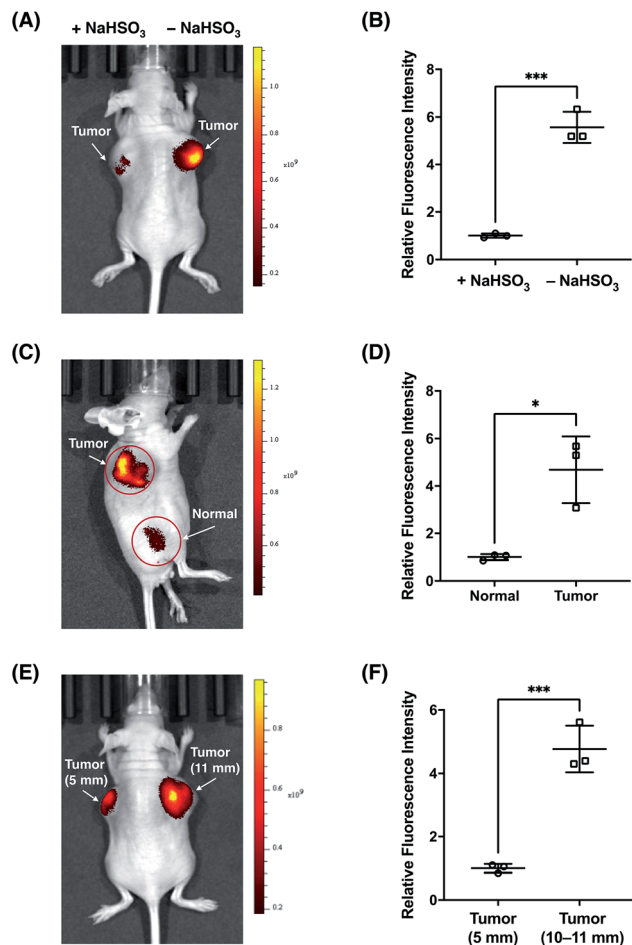 (A)
+ NaHSO3
– NaHSO3
Tumor
Tumor
1.0
0.8
0.6
0.4
0.2
x10^9
(B)
Relative Fluorescence Intensity
8
6
4
2
0
***
+ NaHSO3
– NaHSO3
(C)
Tumor
Normal
1.2
1.0
0.8
0.6
x10^9
(D)
Relative Fluorescence Intensity
8
6
4
2
0
*
Normal
Tumor
(E)
Tumor
(5 mm)
Tumor
(11 mm)
0.8
0.6
0.4
0.2
x10^9
(F)
Relative Fluorescence Intensity
6
4
2
0
***
Tumor
(5 mm)
Tumor
(10–11 mm)